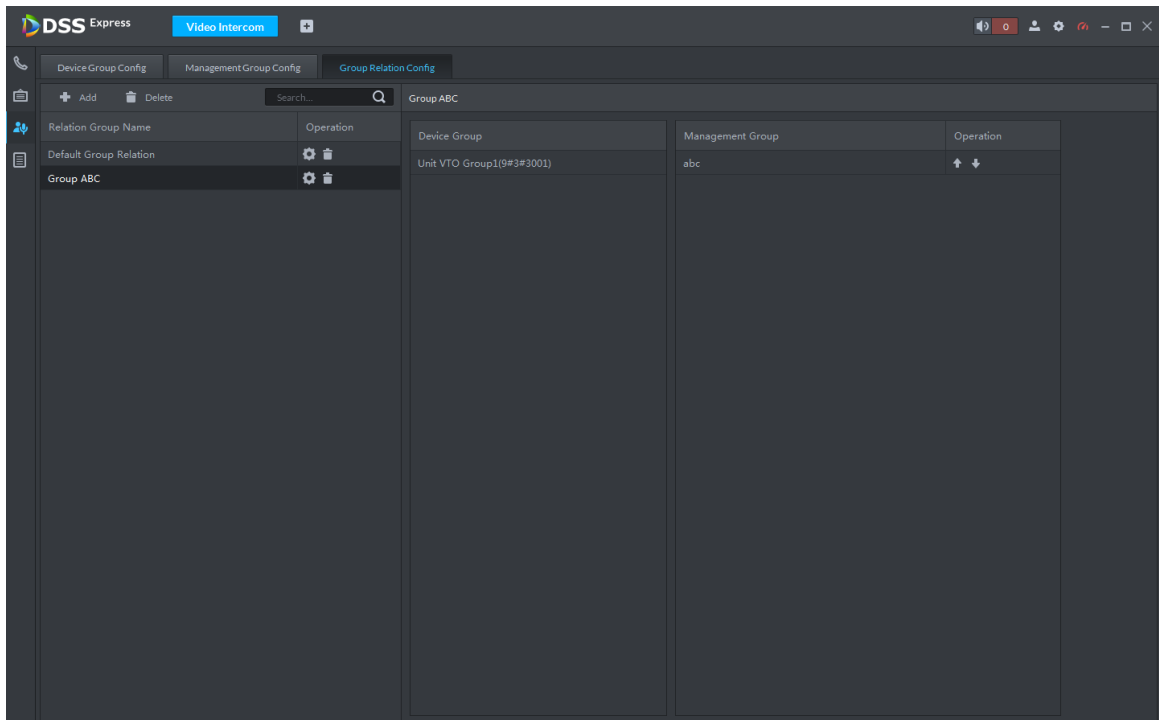 DSS Express
Video Intercom
0
Device Group Config
Management Group Config
Group Relation Config
Add
Delete
Search...
Group ABC
Relation Group Name
Operation
Default Group Relation
Group ABC
Device Group
Management Group
Operation
Unit VTO Group1(9#3#3001)
abc